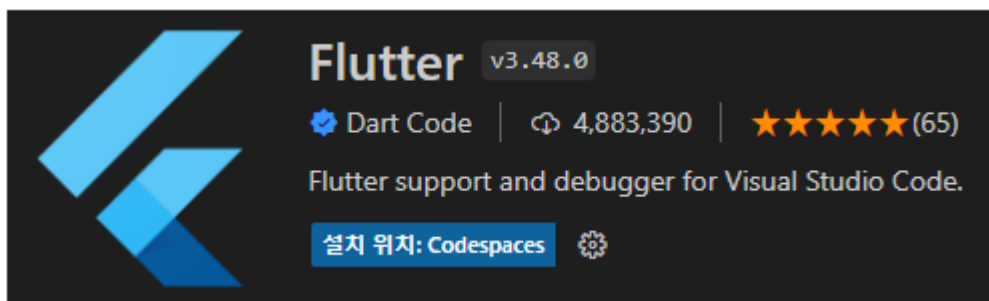 Flutter v3.48.0
Dart Code 4,883,390 ★★★★★(65)
Flutter support and debugger for Visual Studio Code.
설치 위치: Codespaces